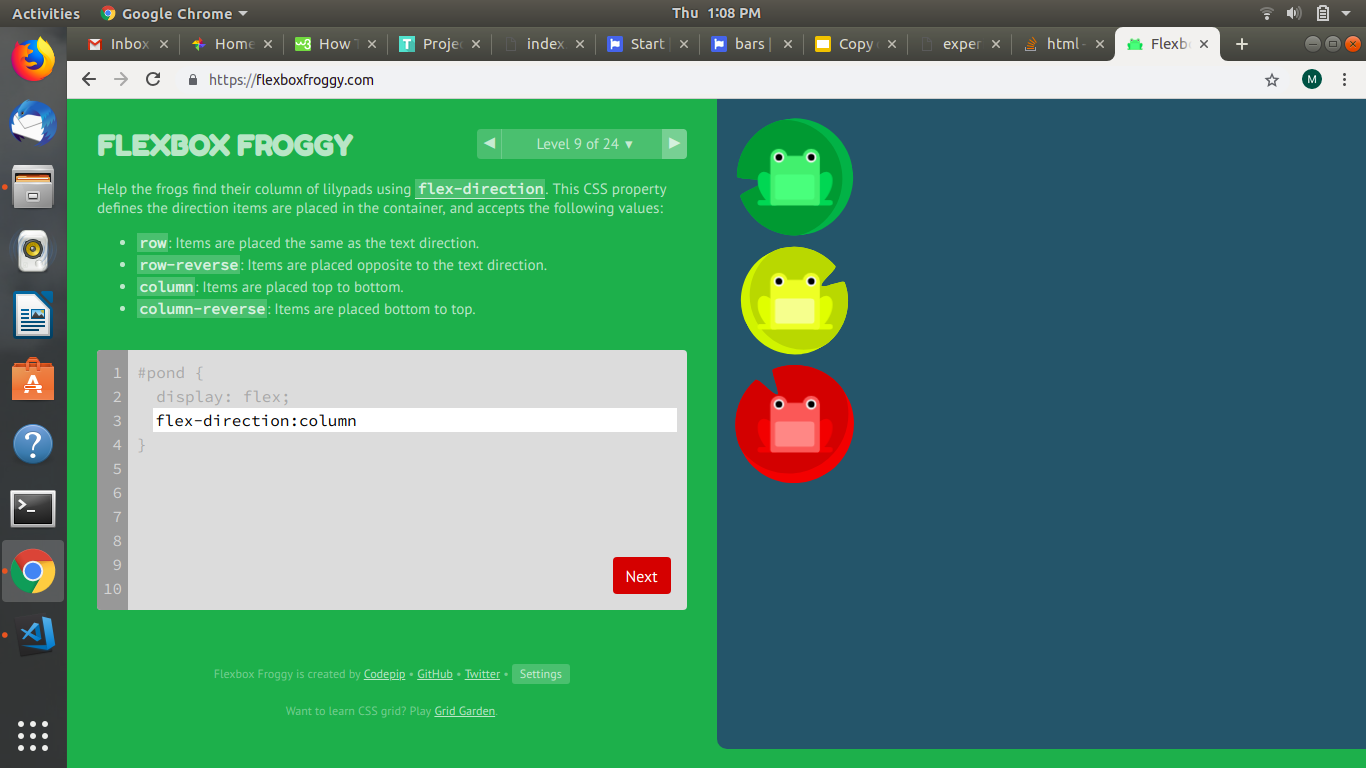 Activities Google Chrome ▾ Thu 1:08 PM
Inbox Home How T Proje index Start bars | Copy exper html - Flexb
https://flexboxfroggy.com M
FLEXBOX FROGGY
◀ Level 9 of 24 ▾ ▶
Help the frogs find their column of lilypads using flex-direction. This CSS property
defines the direction items are placed in the container, and accepts the following values:
• row: Items are placed the same as the text direction.
• row-reverse: Items are placed opposite to the text direction.
• column: Items are placed top to bottom.
• column-reverse: Items are placed bottom to top.
1 #pond {
2 display: flex;
3 flex-direction:column
4 }
5
6
7
8
9
10
Next
Flexbox Froggy is created by Codepip • GitHub • Twitter • Settings
Want to learn CSS grid? Play Grid Garden.